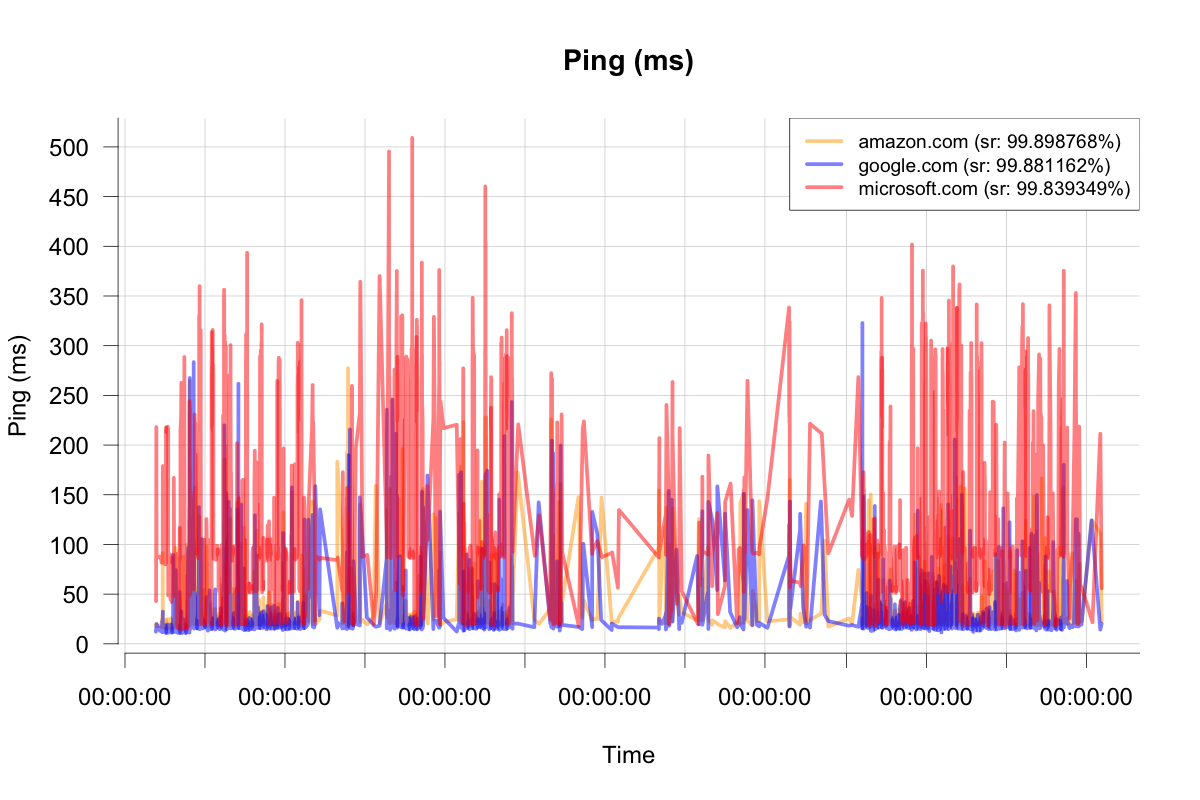 Ping (ms)
amazon.com (sr: 99.898768%)
google.com (sr: 99.881162%)
microsoft.com (sr: 99.839349%)
Ping (ms)
500
450
400
350
300
250
200
150
100
50
0
00:00:00 00:00:00 00:00:00 00:00:00 00:00:00 00:00:00 00:00:00
Time